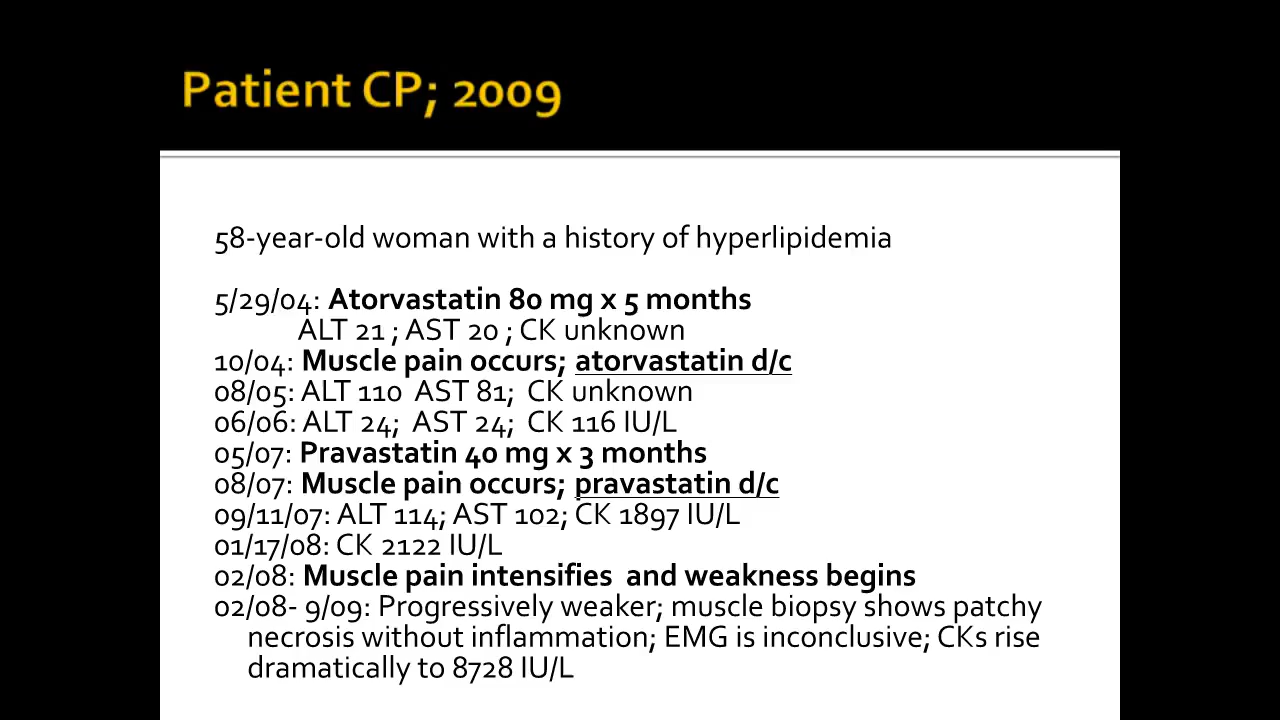 Patient CP; 2009
58-year-old woman with a history of hyperlipidemia
5/29/04: Atorvastatin 80 mg x 5 months
ALT 21 ; AST 20 ; CK unknown
10/04: Muscle pain occurs; atorvastatin d/c
08/05: ALT 110 AST 81; CK unknown
06/06: ALT 24; AST 24; CK 116 IU/L
05/07: Pravastatin 40 mg x 3 months
08/07: Muscle pain occurs; pravastatin d/c
09/11/07: ALT 114; AST 102; CK 1897 IU/L
01/17/08: CK 2122 IU/L
02/08: Muscle pain intensifies and weakness begins
02/08- 9/09: Progressively weaker; muscle biopsy shows patchy
necrosis without inflammation; EMG is inconclusive; CKs rise
dramatically to 8728 IU/L